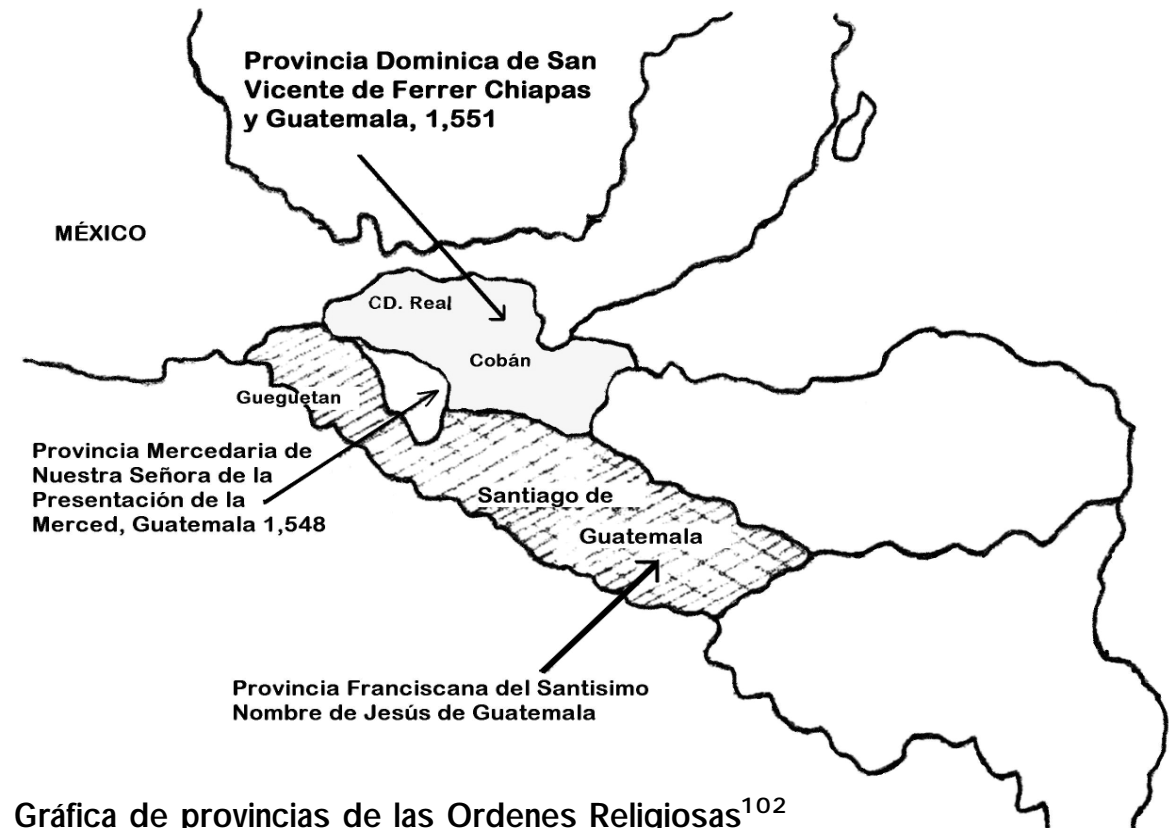 Provincia Dominica de San
Vicente de Ferrer Chiapas
y Guatemala, 1,551
MÉXICO
CD. Real
Cobán
Gueguetan
Provincia Mercedaria de
Nuestra Señora de la
Presentación de la
Merced, Guatemala 1,548
Santiago de
Guatemala
Provincia Franciscana del Santisimo
Nombre de Jesús de Guatemala
Gráfica de provincias de las Ordenes Religiosas102